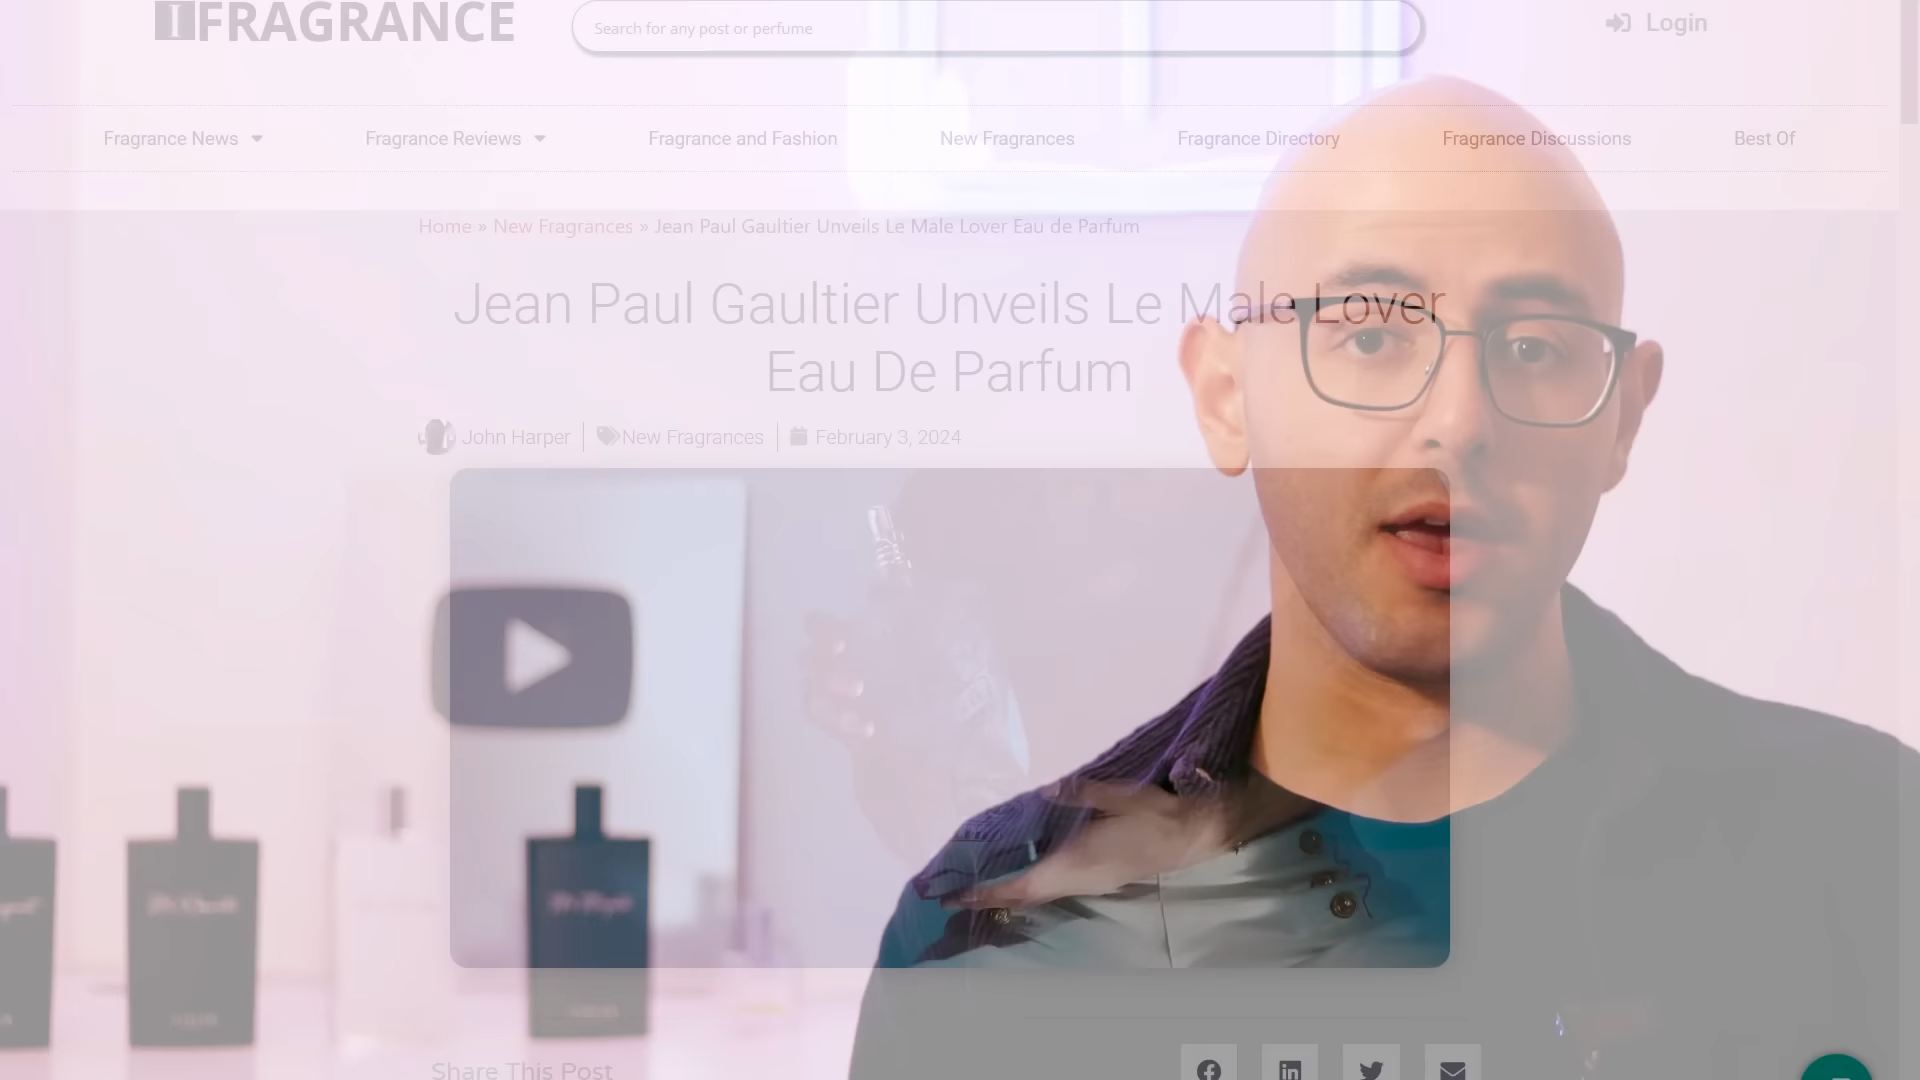 IFRAGRANCE
Search for any post or perfume
Login
Fragrance News
Fragrance Reviews
Fragrance and Fashion
New Fragrances
Fragrance Directory
Fragrance Discussions
Best Of
Home » New Fragrances » Jean Paul Gaultier Unveils Le Male Lover Eau de Parfum
Jean Paul Gaultier Unveils Le Male Lover
Eau De Parfum
John Harper
New Fragrances
February 3, 2024
Share This Post